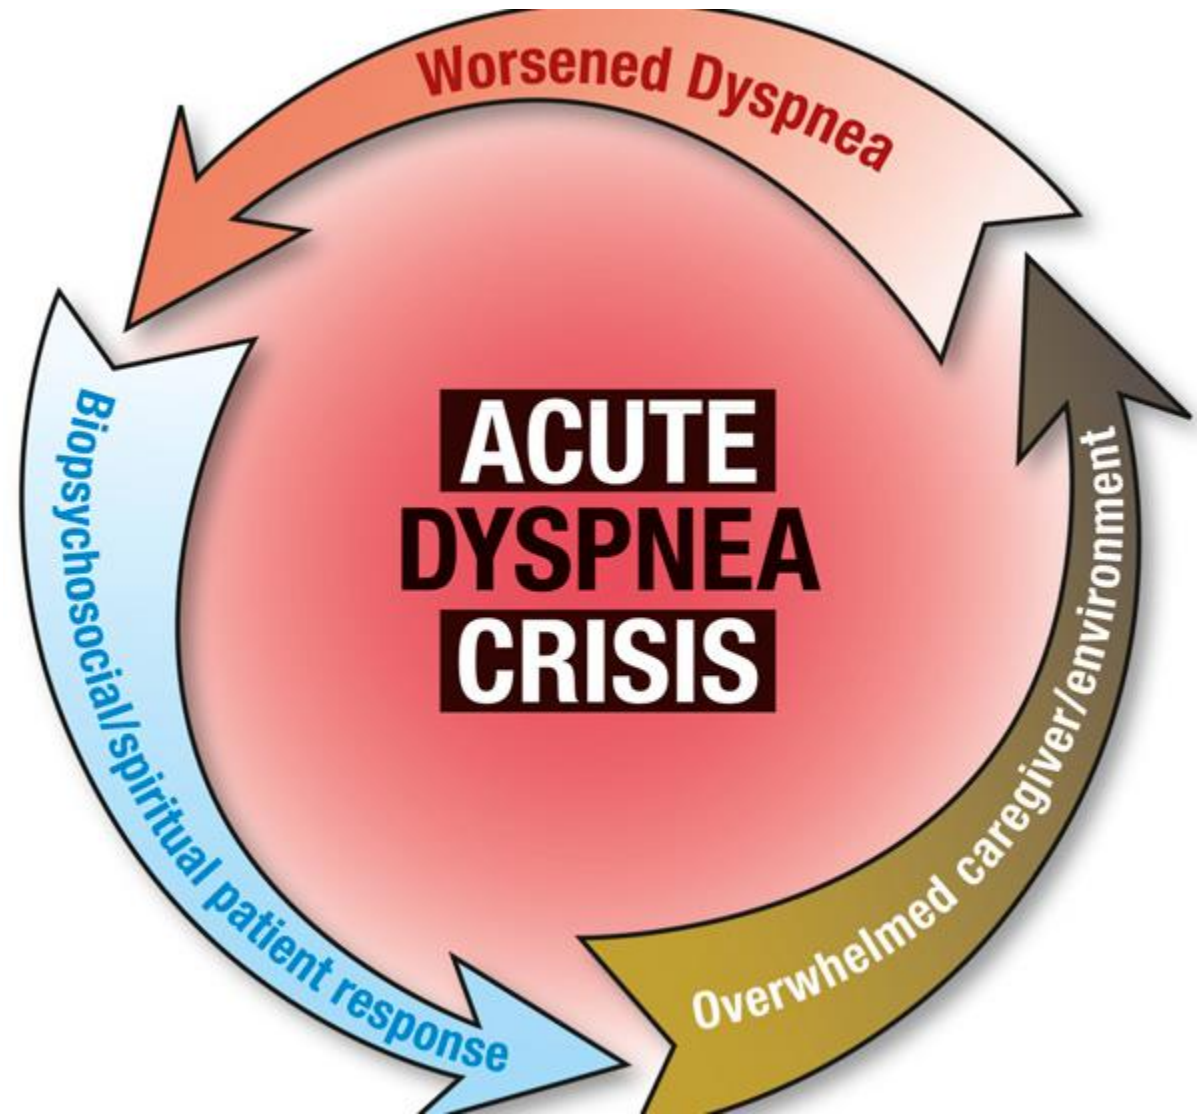 Worsened Dyspnea
Biopsychosocial/spiritual patient response
Overwhelmed caregiver/environment
ACUTE
DYSPNEA
CRISIS